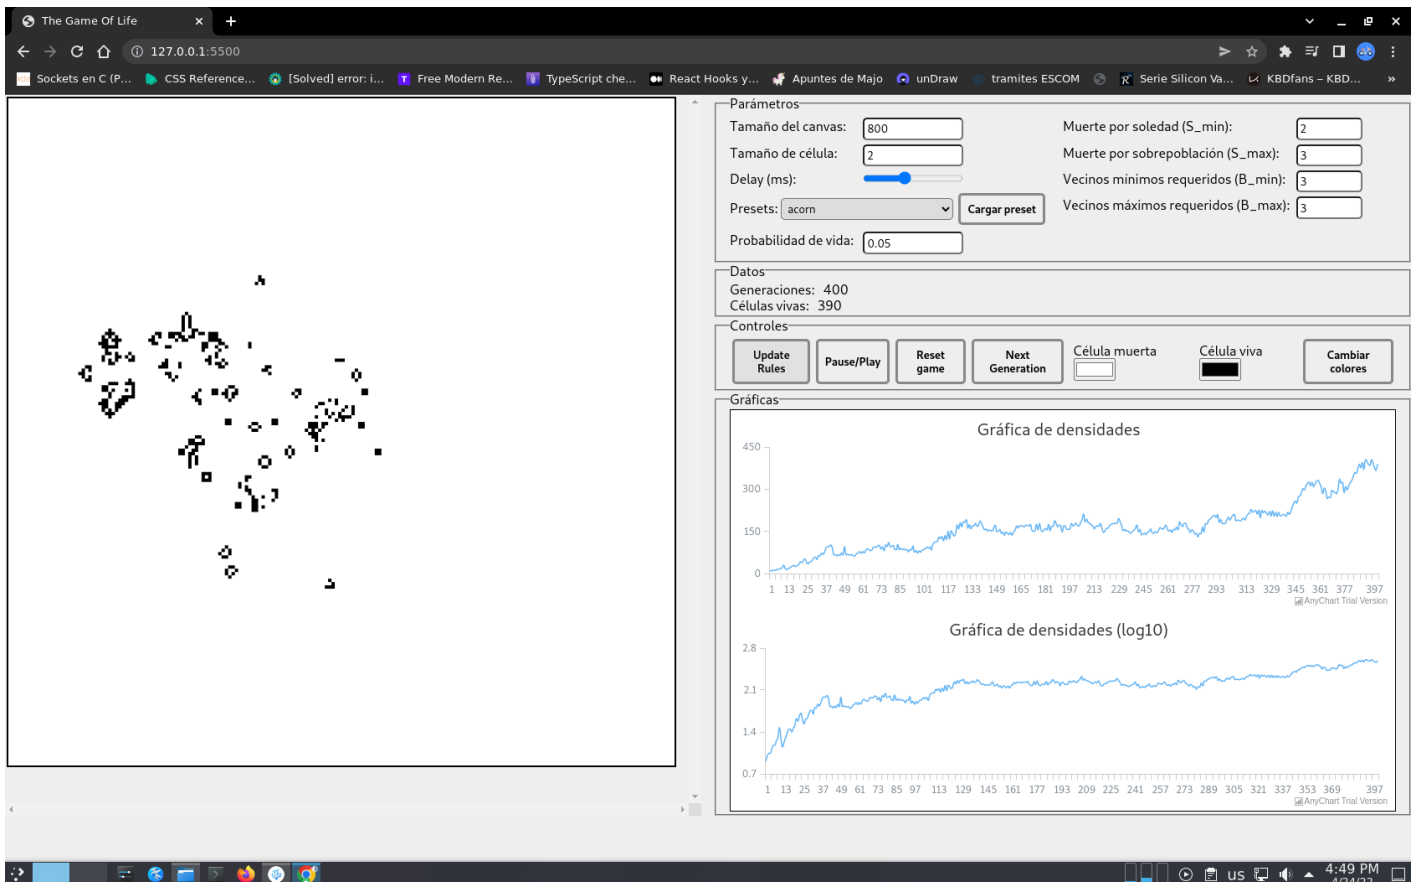 The Game Of Life
127.0.0.1:5500
Sockets en C (P... CSS Reference... [Solved] error: i... Free Modern Re... TypeScript che... React Hooks y... Apuntes de Majo unDraw tramites ESCOM Serie Silicon Va... KBDfans – KBD... »
Parámetros
Tamaño del canvas: 800 Muerte por soledad (S_min): 2
Tamaño de célula: 2 Muerte por sobrepoblación (S_max): 3
Delay (ms): Vecinos mínimos requeridos (B_min): 3
Presets: acorn Cargar preset Vecinos máximos requeridos (B_max): 3
Probabilidad de vida: 0.05
Datos
Generaciones: 400
Células vivas: 390
Controles
Update Rules Pause/Play Reset game Next Generation Célula muerta Célula viva Cambiar colores
Gráficas
Gráfica de densidades
450
300
150
0
1 13 25 37 49 61 73 85 101 117 133 149 165 181 197 213 229 245 261 277 293 313 329 345 361 377 397
AnyChart Trial Version
Gráfica de densidades (log10)
2.8
2.1
1.4
0.7
1 13 25 37 49 61 73 85 97 113 129 145 161 177 193 209 225 241 257 273 289 305 321 337 353 369 397
AnyChart Trial Version
US 4:49 PM